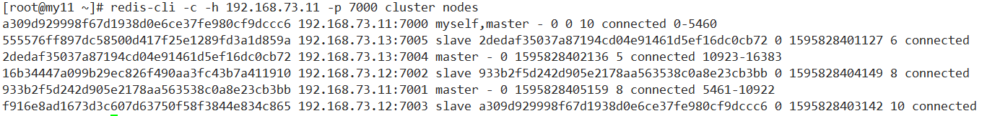 [root@my11 ~]# redis-cli -c -h 192.168.73.11 -p 7000 cluster nodes
a309d929998f67d1938d0e6ce37fe980cf9dccc6 192.168.73.11:7000 myself,master - 0 0 10 connected 0-5460
555576ff897dc58500d417f25e1289fd3a1d859a 192.168.73.13:7005 slave 2dedaf35037a87194cd04e91461d5ef16dc0cb72 0 1595828401127 6 connected
2dedaf35037a87194cd04e91461d5ef16dc0cb72 192.168.73.13:7004 master - 0 1595828402136 5 connected 10923-16383
16b34447a099b29ec826f490aa3fc43b7a411910 192.168.73.12:7002 slave 933b2f5d242d905e2178aa563538c0a8e23cb3bb 0 1595828404149 8 connected
933b2f5d242d905e2178aa563538c0a8e23cb3bb 192.168.73.11:7001 master - 0 1595828405159 8 connected 5461-10922
f916e8ad1673d3c607d63750f58f3844e834c865 192.168.73.12:7003 slave a309d929998f67d1938d0e6ce37fe980cf9dccc6 0 1595828403142 10 connected